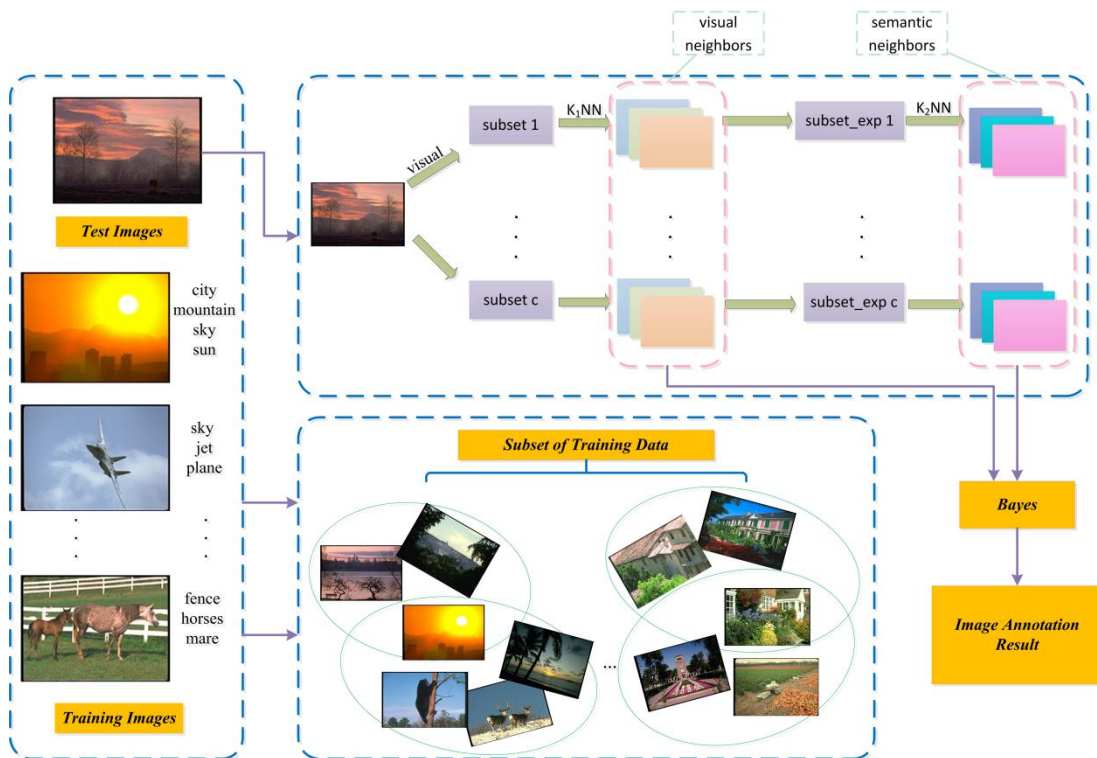 visual
neighbors
semantic
neighbors
Test Images
city
mountain
sky
sun
sky
jet
plane
. .
. .
. .
fence
horses
mare
Training Images
visual
subset 1
K₁NN
subset_exp 1
K₂NN
. . .
. . .
. . .
subset c
subset_exp c
Subset of Training Data
...
Bayes
Image Annotation
Result